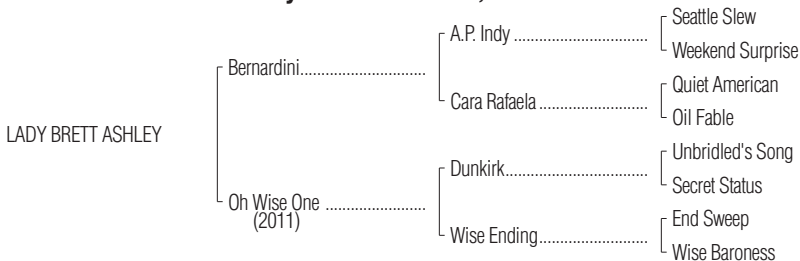 Seattle Slew
A.P. Indy
Weekend Surprise
Bernardini
Quiet American
Cara Rafaela
Oil Fable
LADY BRETT ASHLEY
Unbridled's Song
Dunkirk
Secret Status
Oh Wise One
(2011)
End Sweep
Wise Ending
Wise Baroness